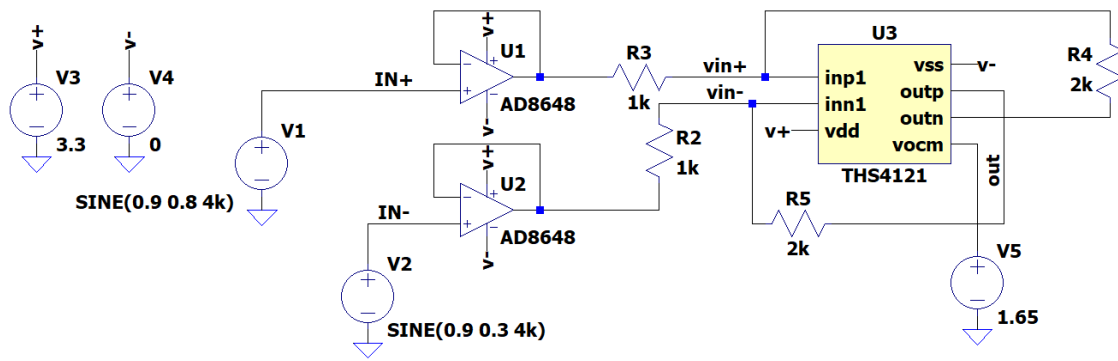 v+
V3
3.3
v-
V4
0
IN+
V1
SINE(0.9 0.8 4k)
v+
U1
AD8648
v-
IN-
V2
SINE(0.9 0.3 4k)
v+
U2
AD8648
v-
R3
1k
vin+
vin-
R2
1k
U3
inp1
inn1
vdd
vss
outp
outn
vocm
THS4121
v+
v-
R4
2k
R5
2k
out
V5
1.65